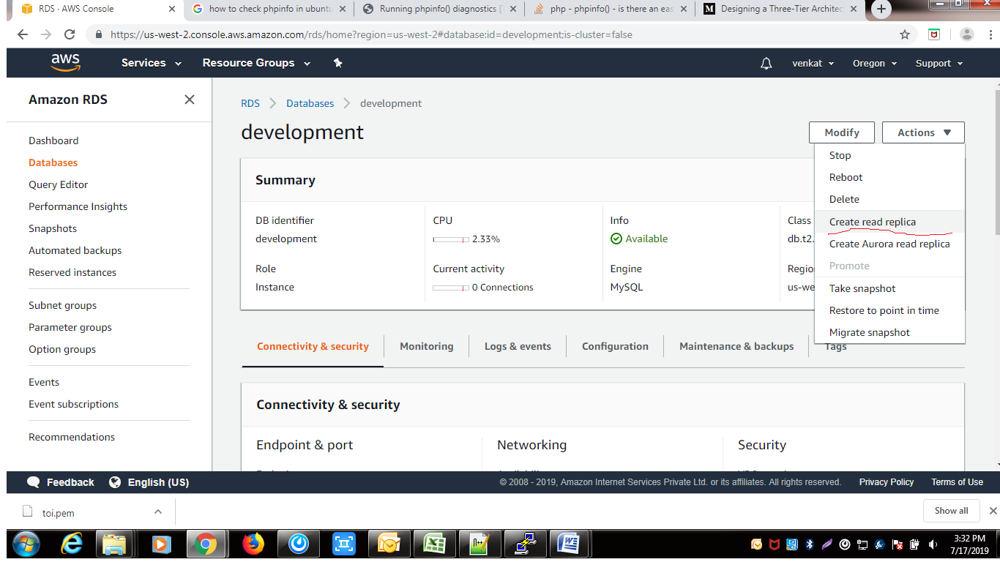 RDS · AWS Console
how to check phpinfo in ubuntu
Running phpinfo() diagnostics [
php - phpinfo() - is there an eas
M Designing a Three-Tier Architec
https://us-west-2.console.aws.amazon.com/rds/home?region=us-west-2#database:id=development;is-cluster=false
aws Services Resource Groups venkat Oregon Support
Amazon RDS
Dashboard
Databases
Query Editor
Performance Insights
Snapshots
Automated backups
Reserved instances
Subnet groups
Parameter groups
Option groups
Events
Event subscriptions
Recommendations
RDS Databases development
development
Modify Actions
Stop
Reboot
Delete
Create read replica
Create Aurora read replica
Promote
Take snapshot
Restore to point in time
Migrate snapshot
Summary
DB identifier
development
CPU
2.33%
Info
Available
Class
db.t2.
Role
Instance
Current activity
0 Connections
Engine
MySQL
Regio
us-we
Connectivity & security Monitoring Logs & events Configuration Maintenance & backups Tags
Connectivity & security
Endpoint & port Networking Security
Feedback English (US) © 2008 - 2019, Amazon Internet Services Private Ltd. or its affiliates. All rights reserved. Privacy Policy Terms of Use
toi.pem Show all
3:32 PM
7/17/2019